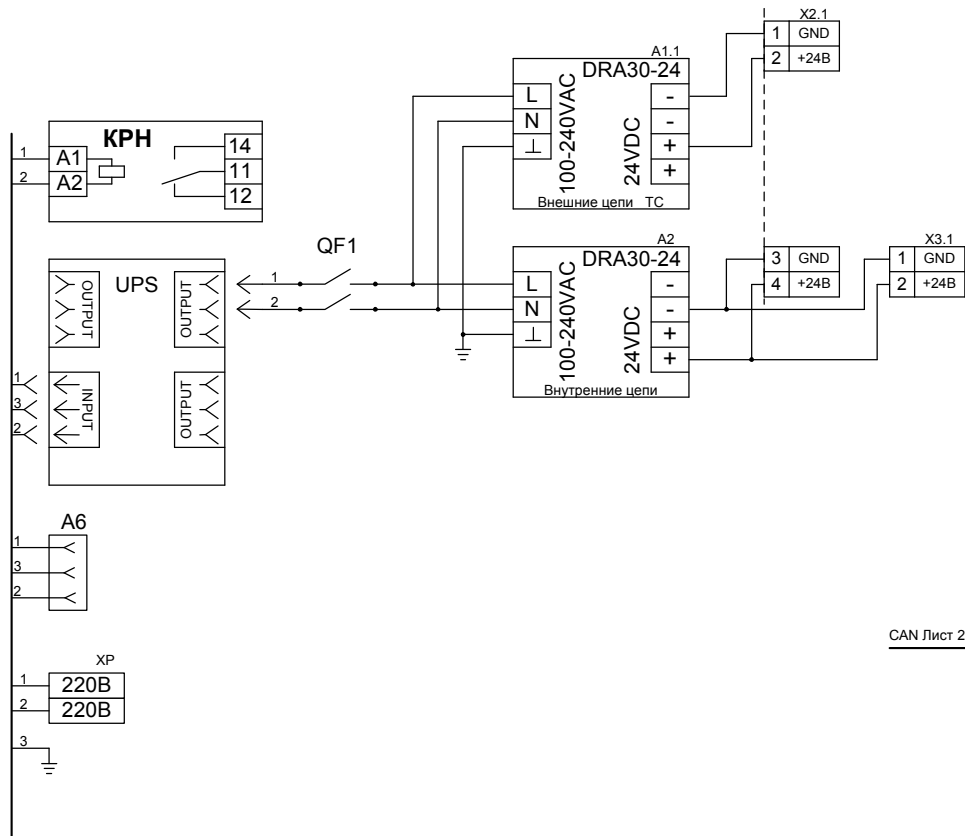 X2.1
1 GND
2 +24В
A1.1
DRA30-24
L
N
⊥
100-240VAC
24VDC
-
-
+
+
Внешние цепи ТС
КРН
1
2
A1
A2
14
11
12
UPS
OUTPUT
OUTPUT
INPUT
OUTPUT
1
3
2
QF1
1
2
A2
DRA30-24
L
N
⊥
100-240VAC
24VDC
-
-
+
+
Внутренние цепи
3 GND
4 +24В
X3.1
1 GND
2 +24В
A6
1
3
2
CAN Лист 2
XP
1 220В
2 220В
3